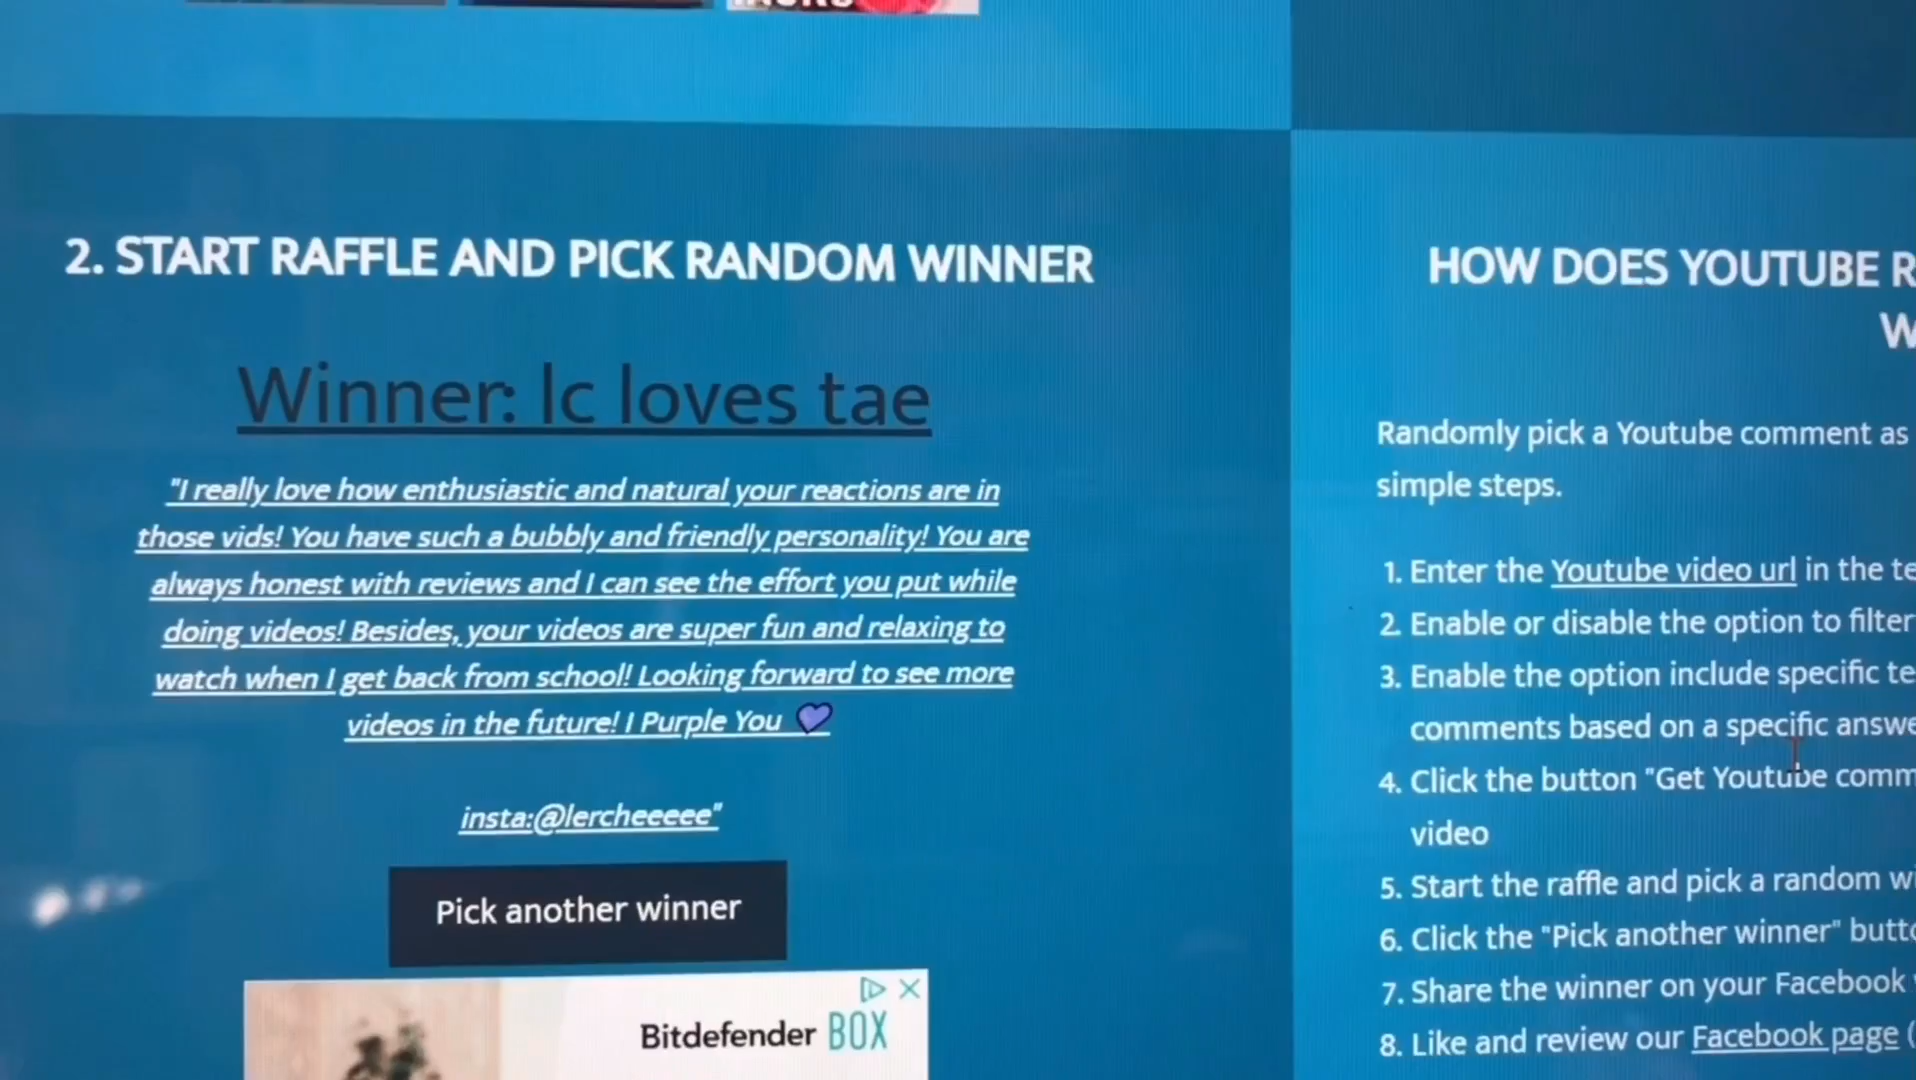 2. START RAFFLE AND PICK RANDOM WINNER
Winner: lc loves tae
"I really love how enthusiastic and natural your reactions are in
those vids! You have such a bubbly and friendly personality! You are
always honest with reviews and I can see the effort you put while
doing videos! Besides, your videos are super fun and relaxing to
watch when I get back from school! Looking forward to see more
videos in the future! I Purple You 💜
insta:@lercheeeee"
Pick another winner
Bitdefender BOX
HOW DOES YOUTUBE R
W
Randomly pick a Youtube comment as
simple steps.
1. Enter the Youtube video url in the te
2. Enable or disable the option to filter
3. Enable the option include specific te
comments based on a specific answe
4. Click the button "Get Youtube comm
video
5. Start the raffle and pick a random wi
6. Click the "Pick another winner" butto
7. Share the winner on your Facebook
8. Like and review our Facebook page (